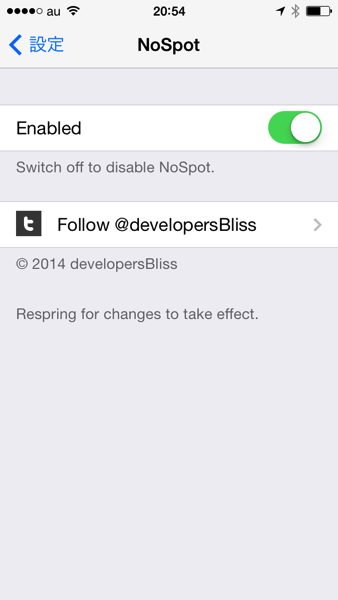 au 20:54
設定 NoSpot
Enabled
Switch off to disable NoSpot.
Follow @developersBliss
© 2014 developersBliss
Respring for changes to take effect.